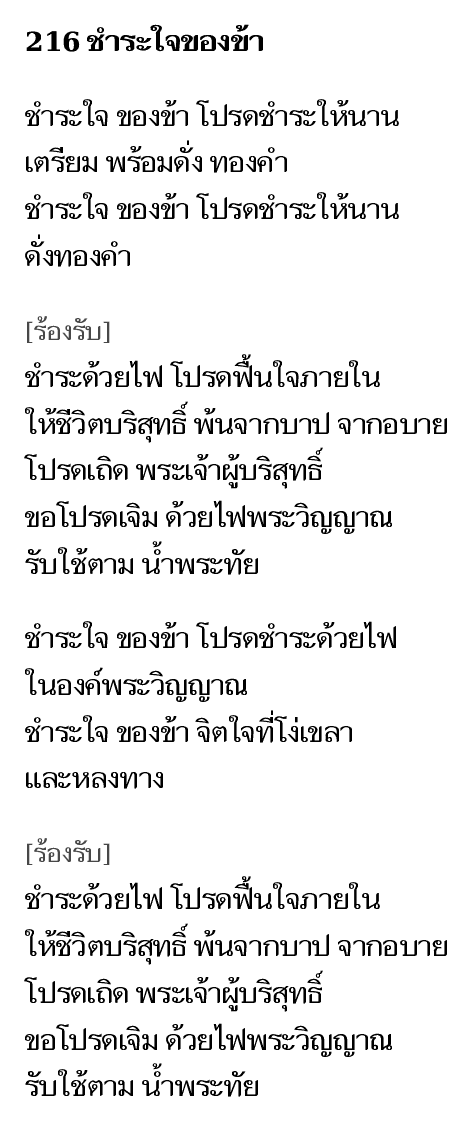 216 ชำระใจของข้า
ชำระใจ ของข้า โปรดชำระให้นาน
เตรียม พร้อมดั่ง ทองคำ
ชำระใจ ของข้า โปรดชำระให้นาน
ดั่งทองคำ
[ร้องรับ]
ชำระด้วยไฟ โปรดฟื้นใจภายใน
ให้ชีวิตบริสุทธิ์ พ้นจากบาป จากอบาย
โปรดเถิด พระเจ้าผู้บริสุทธิ์
ขอโปรดเจิม ด้วยไฟพระวิญญาณ
รับใช้ตาม น้ำพระทัย
ชำระใจ ของข้า โปรดชำระด้วยไฟ
ในองค์พระวิญญาณ
ชำระใจ ของข้า จิตใจที่โง่เขลา
และหลงทาง
[ร้องรับ]
ชำระด้วยไฟ โปรดฟื้นใจภายใน
ให้ชีวิตบริสุทธิ์ พ้นจากบาป จากอบาย
โปรดเถิด พระเจ้าผู้บริสุทธิ์
ขอโปรดเจิม ด้วยไฟพระวิญญาณ
รับใช้ตาม น้ำพระทัย